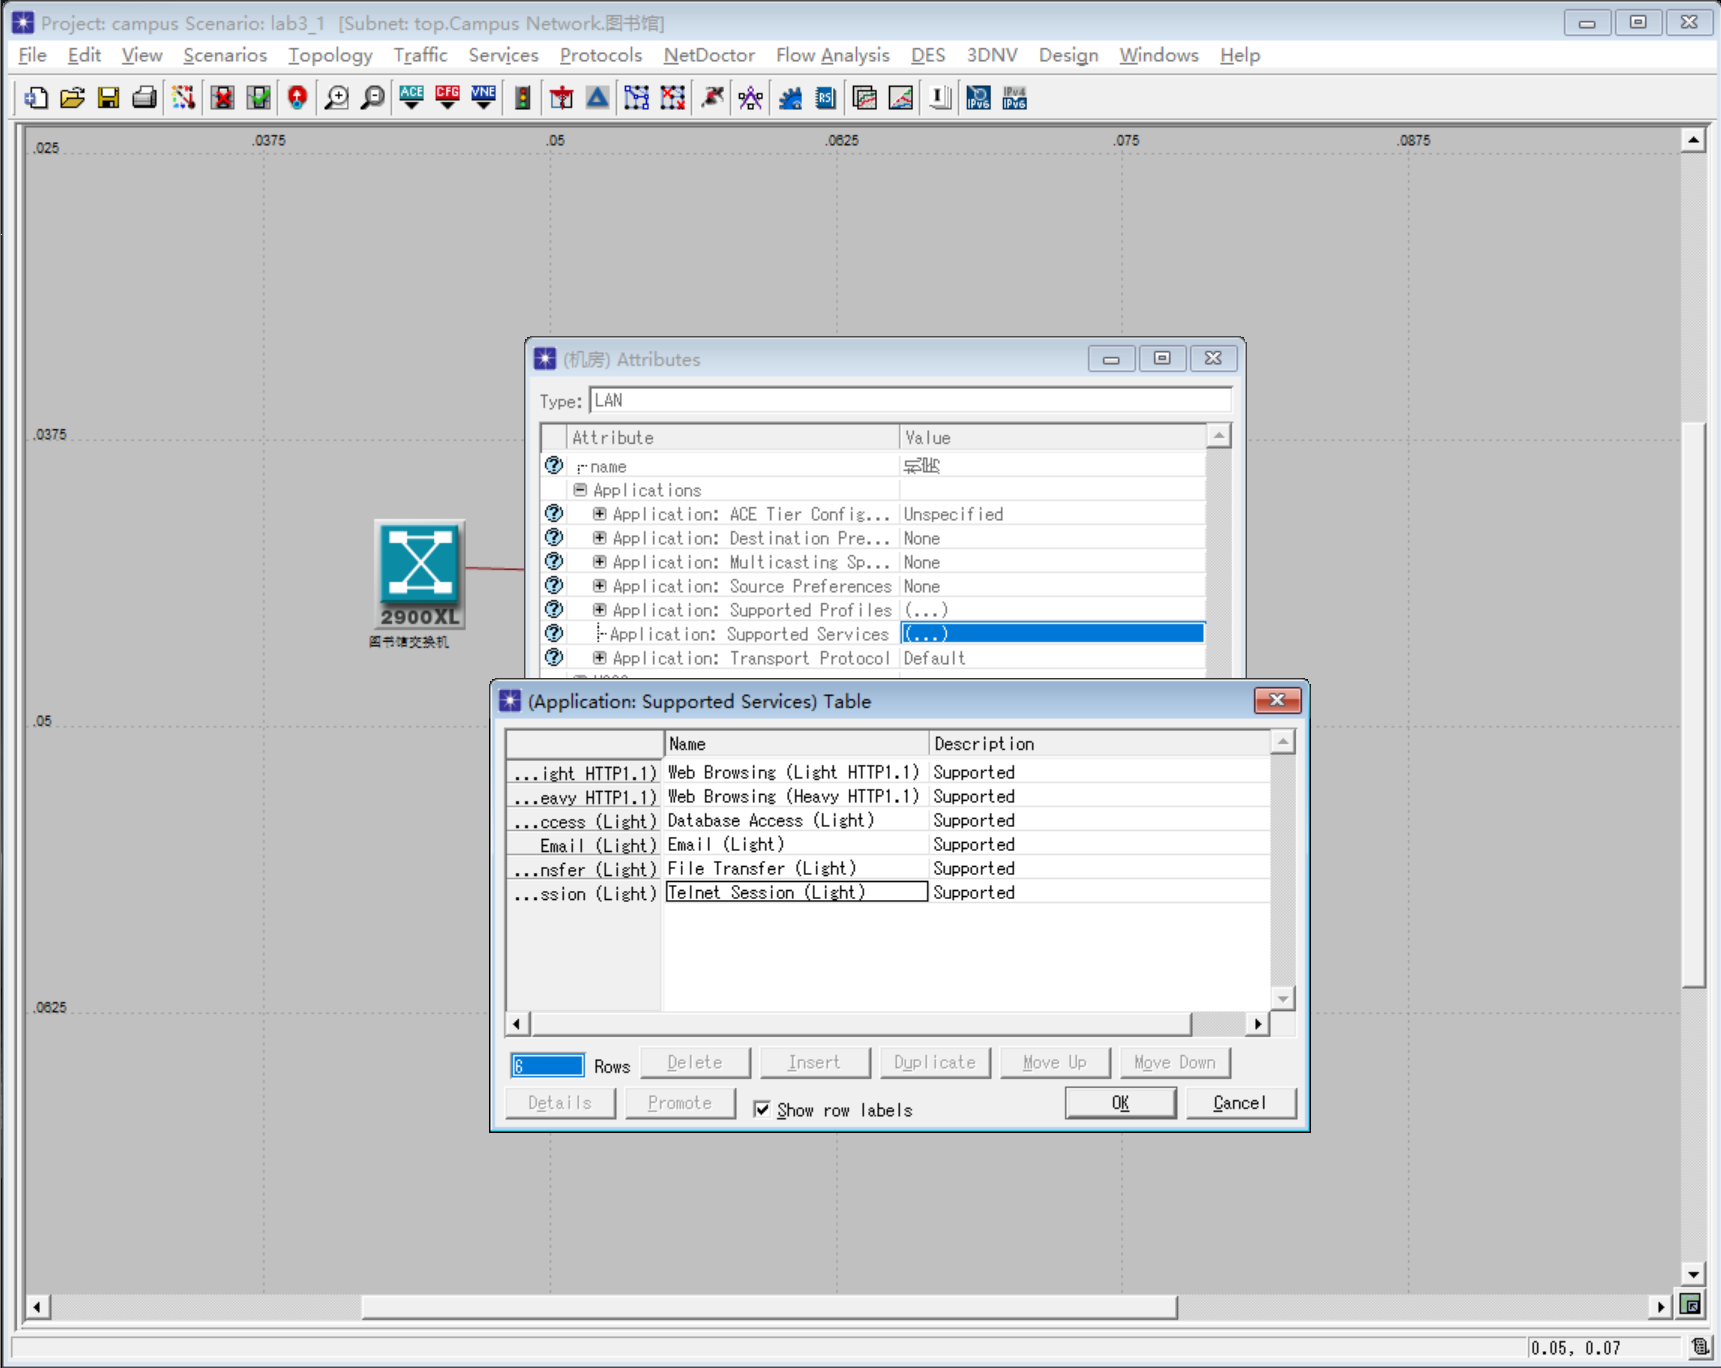 Project: campus Scenario: lab3_1 [Subnet: top.Campus Network.图书馆]
File Edit View Scenarios Topology Traffic Services Protocols NetDoctor Flow Analysis DES 3DNV Design Windows Help
ACE CFG VNE RS IPv6 IPv4 IPv6
.025 .0375 .05 .0625 .075 .0875
(机房) Attributes
Type: LAN
Attribute Value
name
Applications
Application: ACE Tier Config... Unspecified
Application: Destination Pre... None
Application: Multicasting Sp... None
Application: Source Preferences None
Application: Supported Profiles (...)
Application: Supported Services (...)
Application: Transport Protocol Default
.0375
2900XL
图书馆交换机
.05
(Application: Supported Services) Table
Name Description
...ight HTTP1.1) Web Browsing (Light HTTP1.1) Supported
...eavy HTTP1.1) Web Browsing (Heavy HTTP1.1) Supported
...ccess (Light) Database Access (Light) Supported
Email (Light) Email (Light) Supported
...nsfer (Light) File Transfer (Light) Supported
...ssion (Light) Telnet Session (Light) Supported
.0625
6 Rows Delete Insert Duplicate Move Up Move Down
Details Promote Show row labels OK Cancel
0.05, 0.07